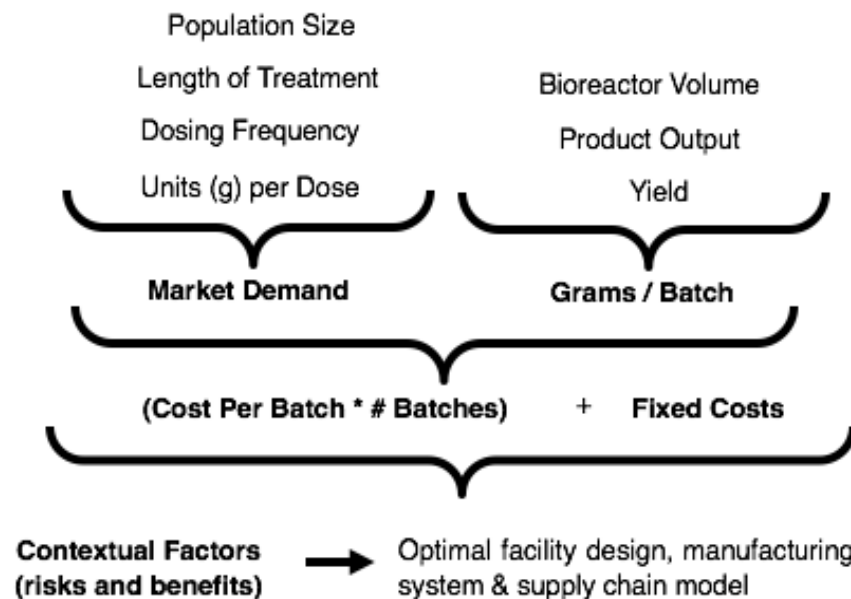 Population Size
Length of Treatment
Dosing Frequency
Units (g) per Dose
Bioreactor Volume
Product Output
Yield
Market Demand
Grams / Batch
(Cost Per Batch * # Batches) + Fixed Costs
Contextual Factors
(risks and benefits)
Optimal facility design, manufacturing
system & supply chain model